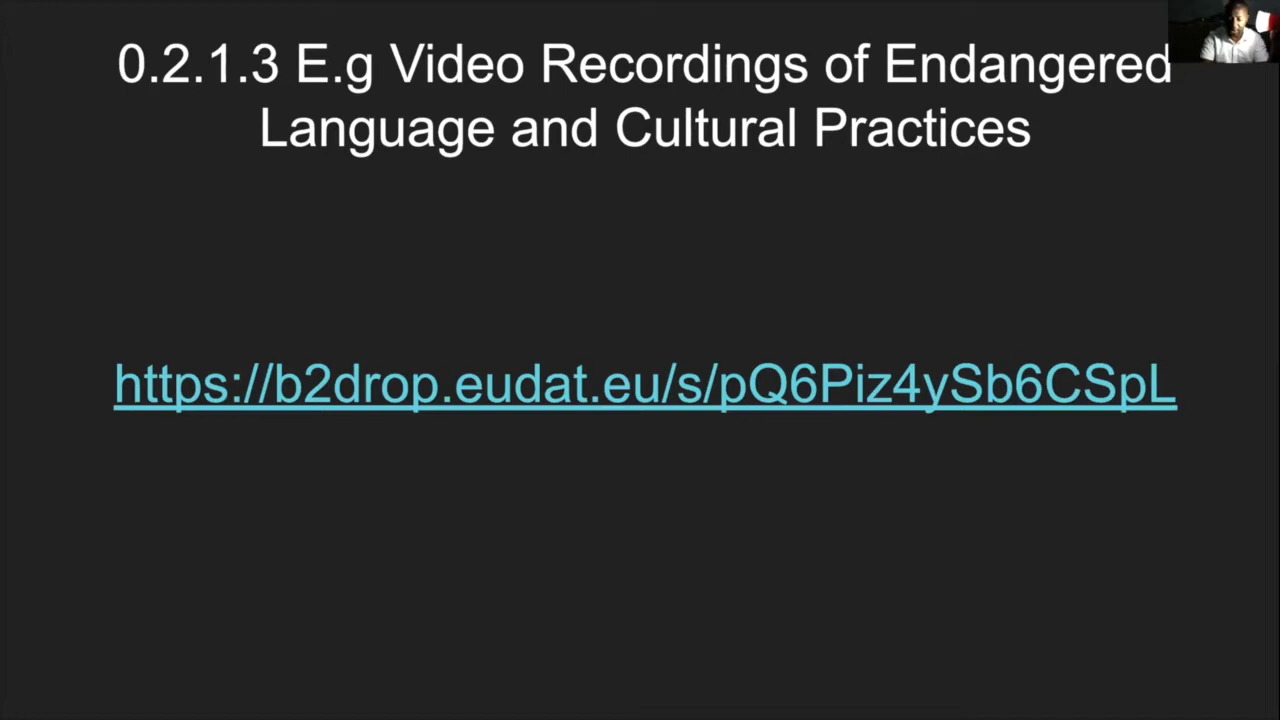 0.2.1.3 E.g Video Recordings of Endangered
Language and Cultural Practices
https://b2drop.eudat.eu/s/pQ6Piz4ySb6CSpL